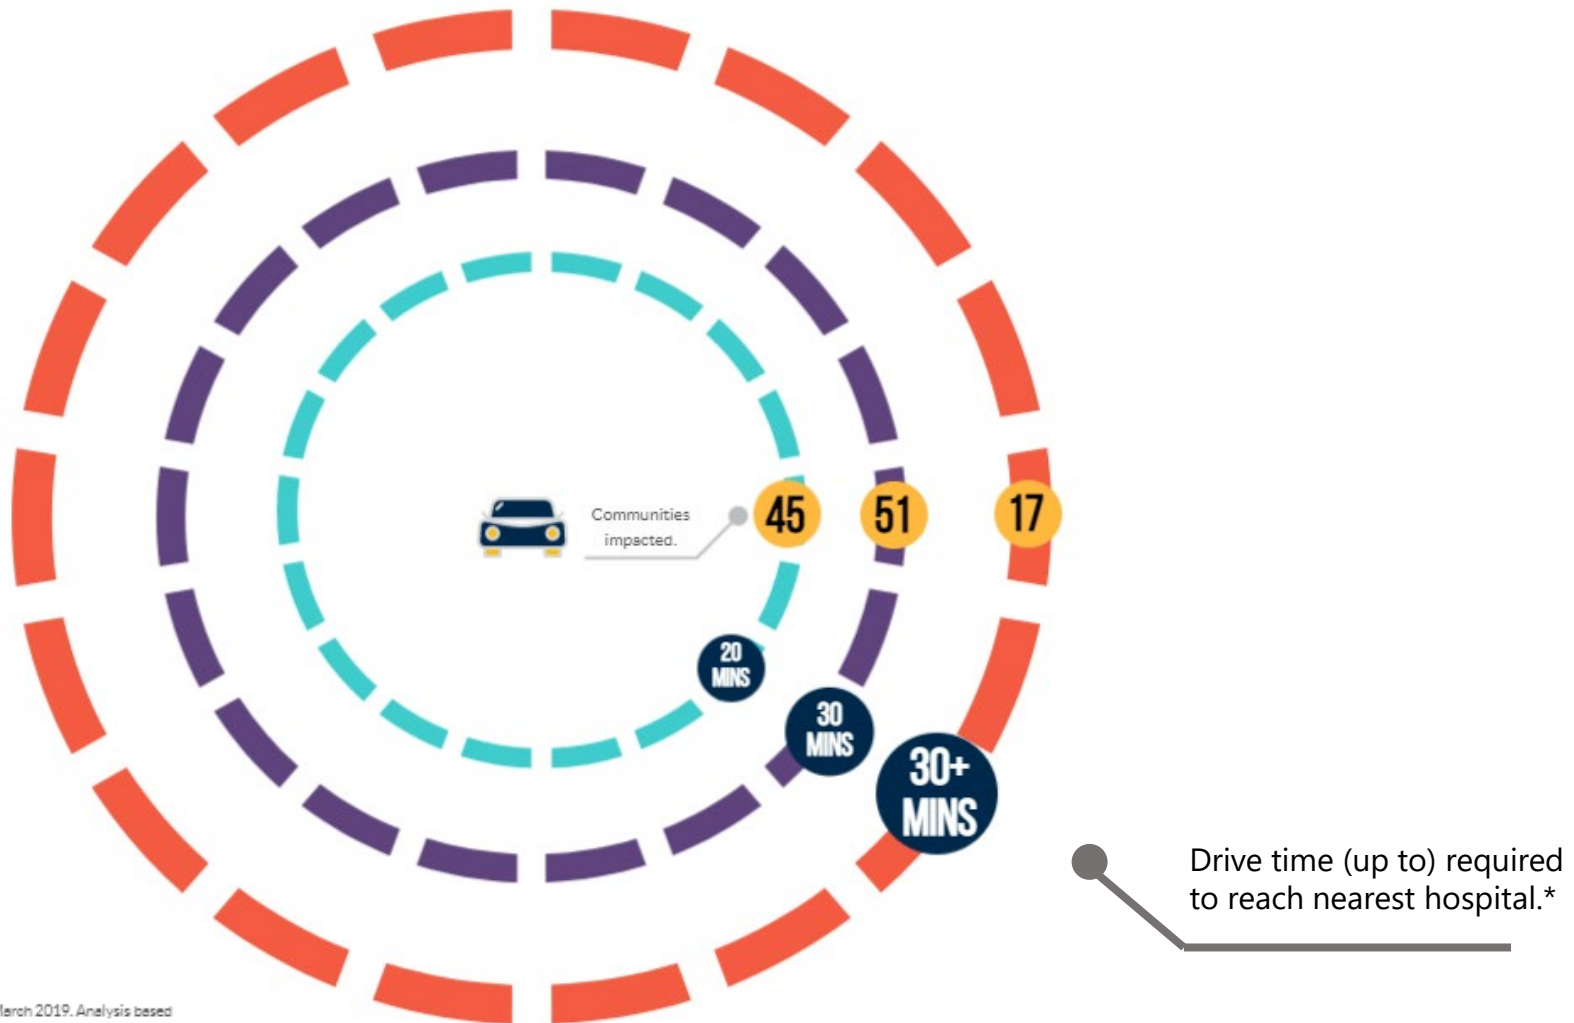 Communities
impacted.
45
51
17
20
MINS
30
MINS
30+
MINS
Drive time (up to) required
to reach nearest hospital.*
March 2019. Analysis based